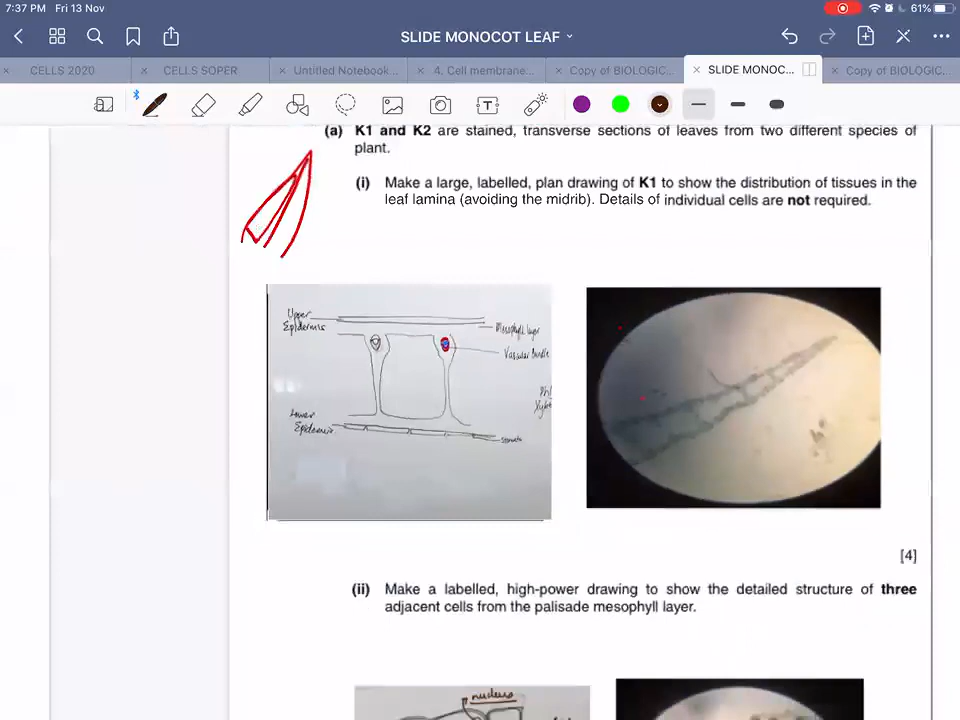 7:37 PM Fri 13 Nov
61%
SLIDE MONOCOT LEAF
CELLS 2020
CELLS SOPER
Untitled Notebook...
4. Cell membrane...
Copy of BIOLOGIC...
SLIDE MONOC...
Copy of BIOLOGIC...
(a) K1 and K2 are stained, transverse sections of leaves from two different species of
plant.
(i) Make a large, labelled, plan drawing of K1 to show the distribution of tissues in the
leaf lamina (avoiding the midrib). Details of individual cells are not required.
Upper
Epidermis
Mesophyll layer
Vascular Bundle
Lower
Epidermis
Stomata
[4]
(ii) Make a labelled, high-power drawing to show the detailed structure of three
adjacent cells from the palisade mesophyll layer.
nucleus